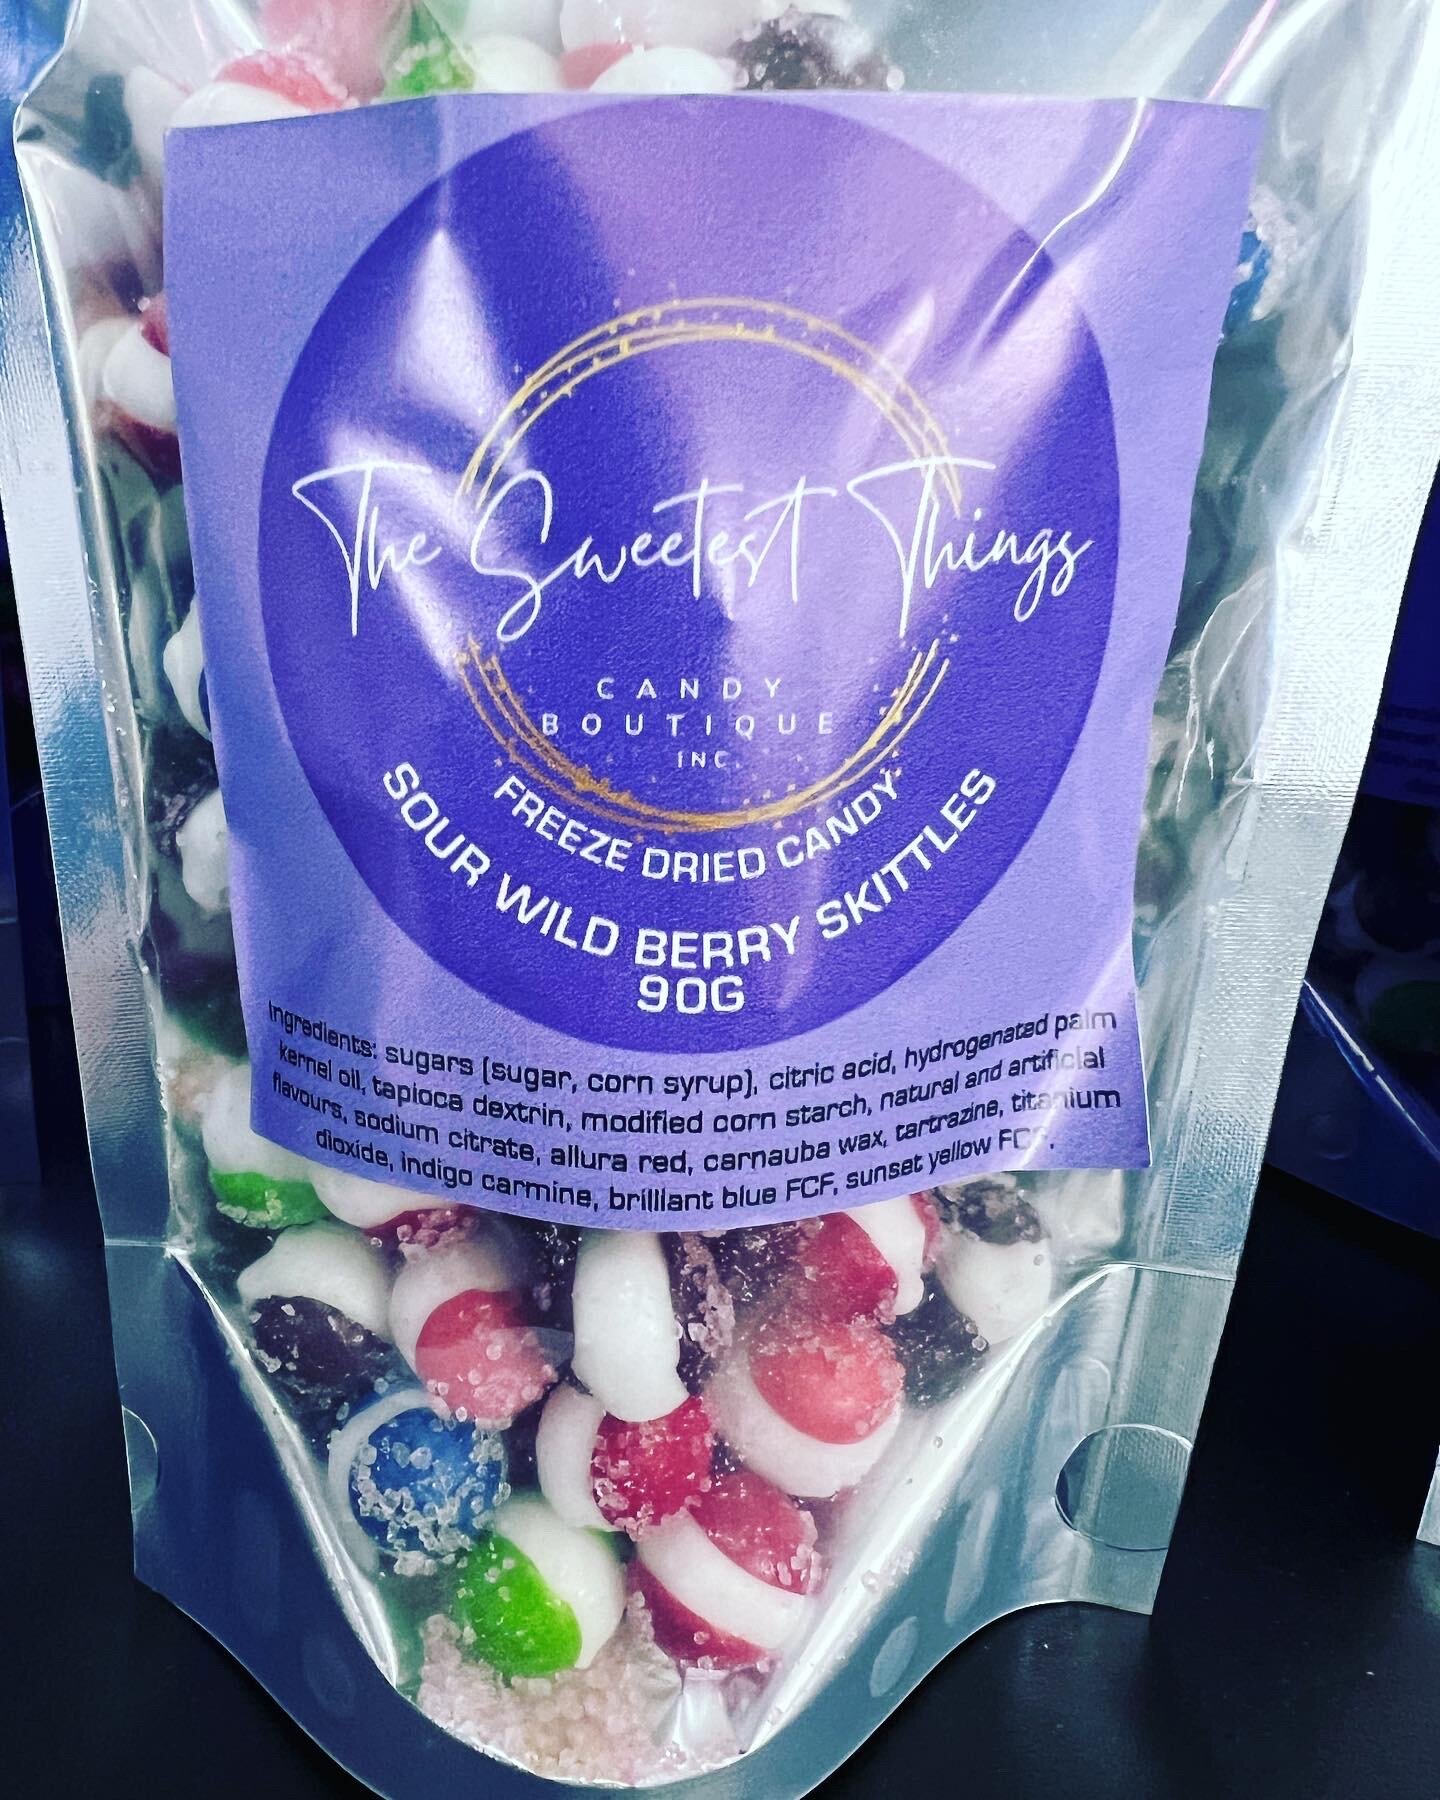 The Sweetest Things
CANDY
BOUTIQUE
INC.
FREEZE DRIED CANDY
SOUR WILD BERRY SKITTLES
90G
Ingredients: sugars (sugar, corn syrup), citric acid, hydrogenated palm
kernel oil, tapioca dextrin, modified corn starch, natural and artificial
flavours, sodium citrate, allura red, carnauba wax, tartrazine, titanium
dioxide, indigo carmine, brilliant blue FCF, sunset yellow FCF.